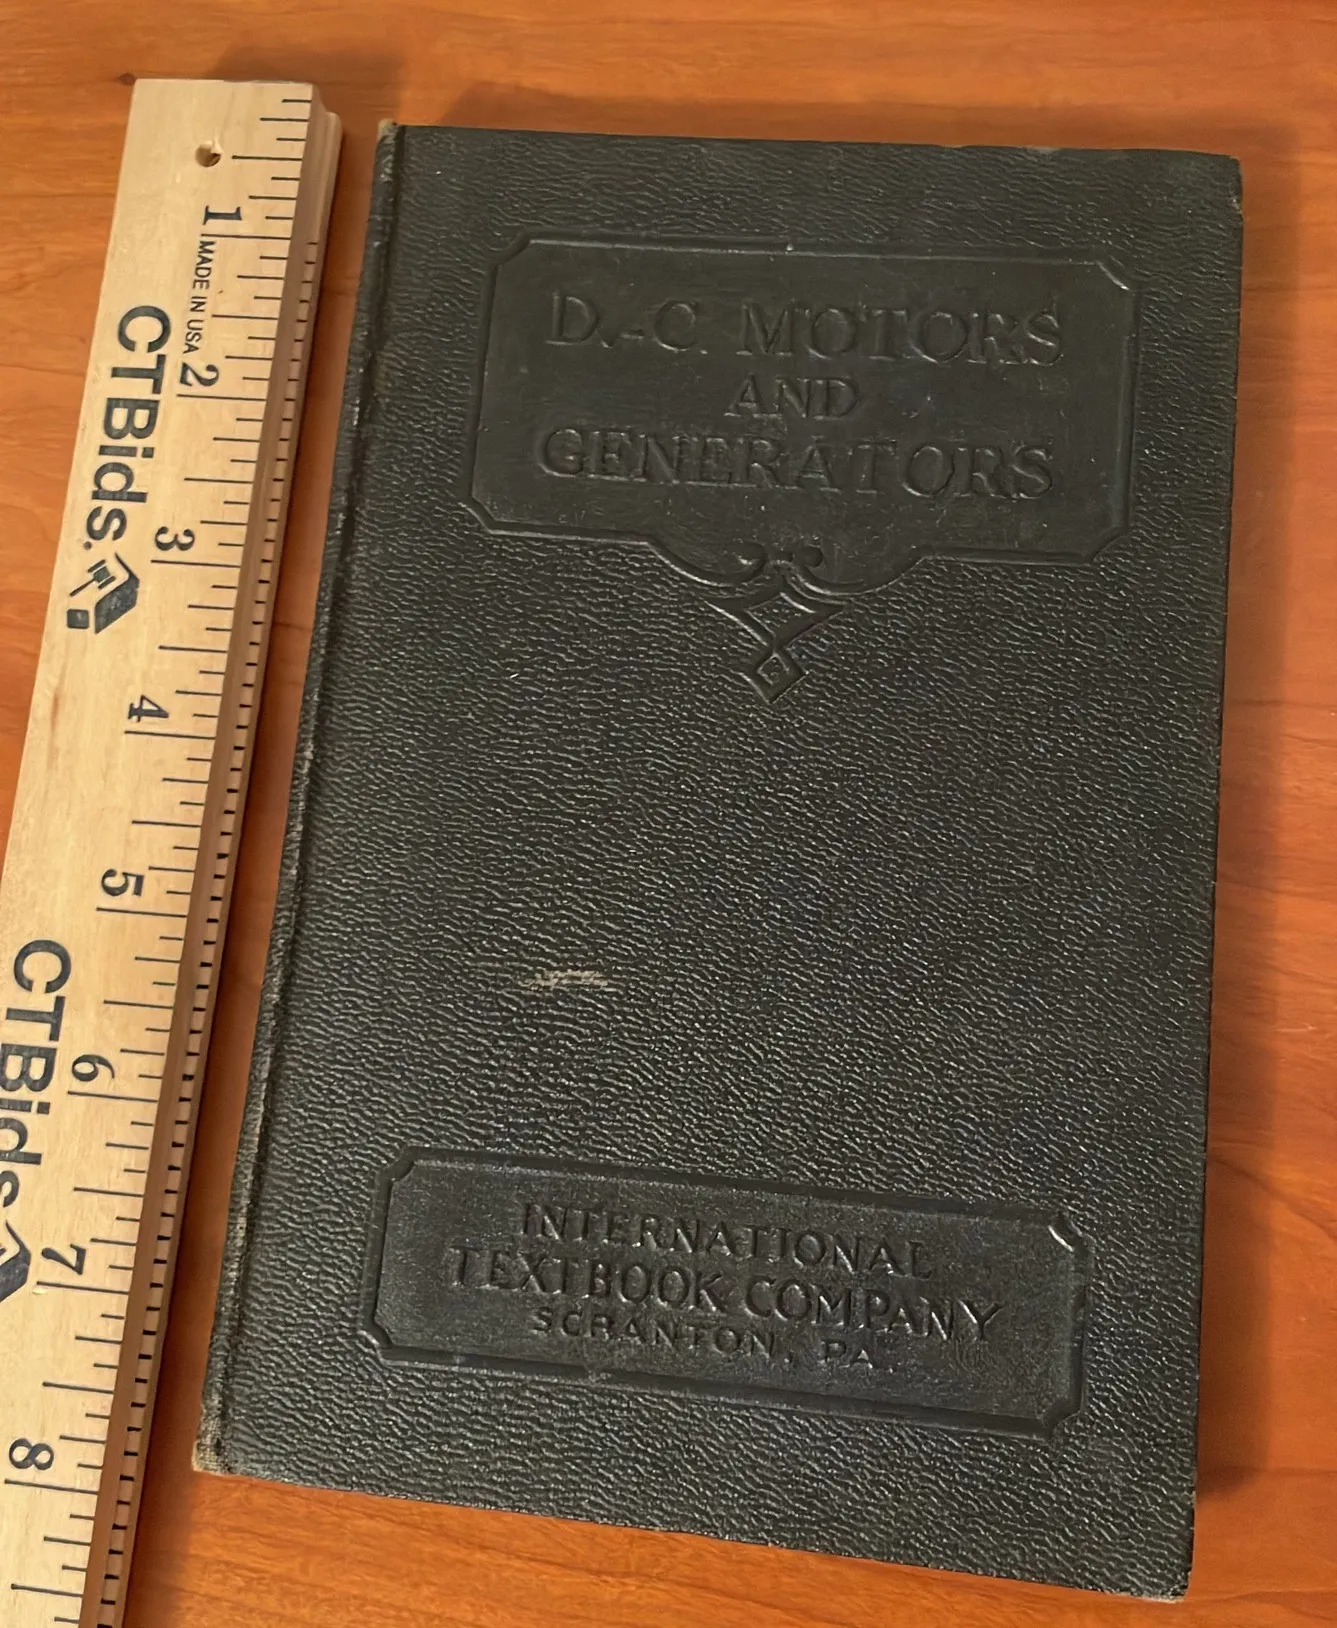 1
MADE IN USA
CTBids.
2
3
4
5
CTBids
6
7
8
D.-C. MOTORS
AND
GENERATORS
INTERNATIONAL
TEXTBOOK COMPANY
SCRANTON, PA.